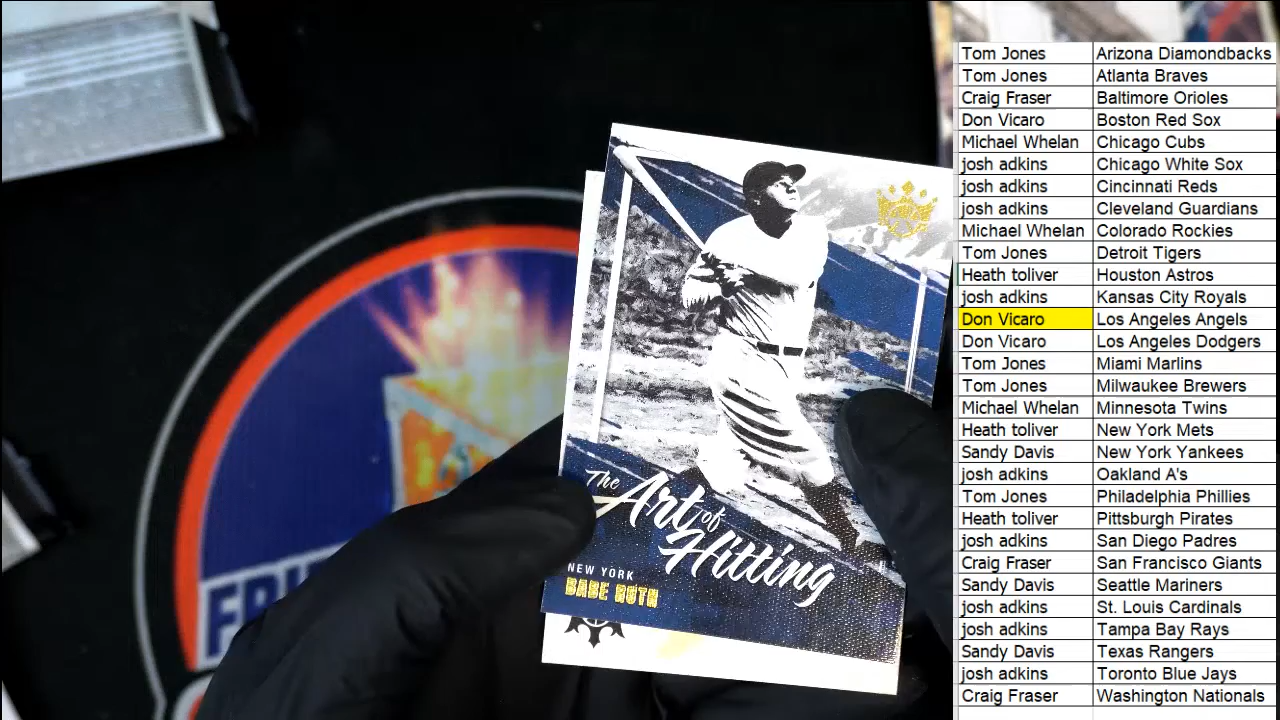 The Art of
Hitting
NEW YORK
BABE RUTH
Tom Jones Arizona Diamondbacks
Tom Jones Atlanta Braves
Craig Fraser Baltimore Orioles
Don Vicaro Boston Red Sox
Michael Whelan Chicago Cubs
josh adkins Chicago White Sox
josh adkins Cincinnati Reds
josh adkins Cleveland Guardians
Michael Whelan Colorado Rockies
Tom Jones Detroit Tigers
Heath toliver Houston Astros
josh adkins Kansas City Royals
Don Vicaro Los Angeles Angels
Don Vicaro Los Angeles Dodgers
Tom Jones Miami Marlins
Tom Jones Milwaukee Brewers
Michael Whelan Minnesota Twins
Heath toliver New York Mets
Sandy Davis New York Yankees
josh adkins Oakland A's
Tom Jones Philadelphia Phillies
Heath toliver Pittsburgh Pirates
josh adkins San Diego Padres
Craig Fraser San Francisco Giants
Sandy Davis Seattle Mariners
josh adkins St. Louis Cardinals
josh adkins Tampa Bay Rays
Sandy Davis Texas Rangers
josh adkins Toronto Blue Jays
Craig Fraser Washington Nationals